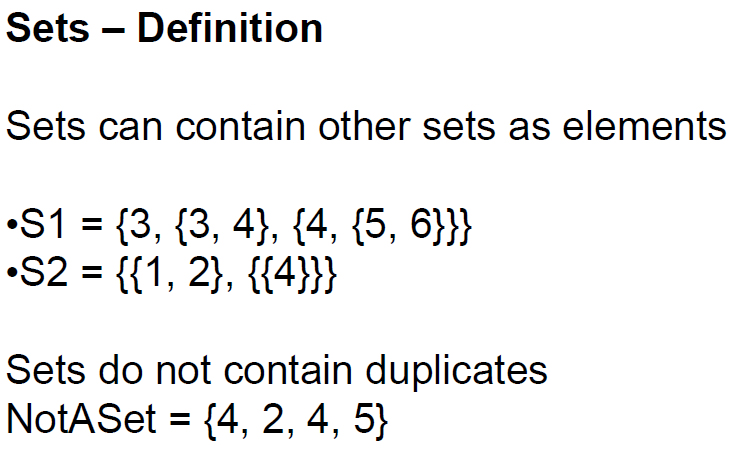 Sets – Definition
Sets can contain other sets as elements
•S1 = {3, {3, 4}, {4, {5, 6}}}
•S2 = {{1, 2}, {{4}}}
Sets do not contain duplicates
NotASet = {4, 2, 4, 5}